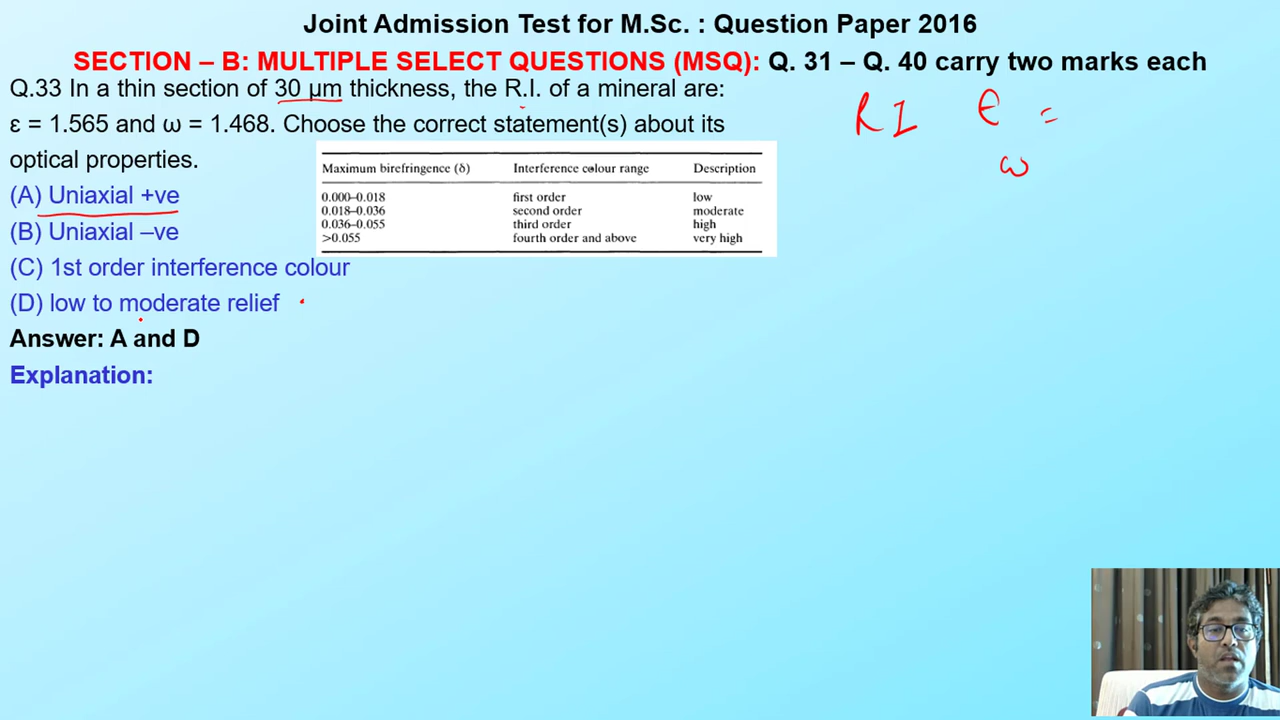 Joint Admission Test for M.Sc. : Question Paper 2016
SECTION – B: MULTIPLE SELECT QUESTIONS (MSQ): Q. 31 – Q. 40 carry two marks each
Q.33 In a thin section of 30 μm thickness, the R.I. of a mineral are:
ε = 1.565 and ω = 1.468. Choose the correct statement(s) about its
optical properties.
(A) Uniaxial +ve
(B) Uniaxial –ve
(C) 1st order interference colour
(D) low to moderate relief
Answer: A and D
Explanation:
Maximum birefringence (δ) Interference colour range Description
0.000–0.018 first order low
0.018–0.036 second order moderate
0.036–0.055 third order high
>0.055 fourth order and above very high
RI e =
ω